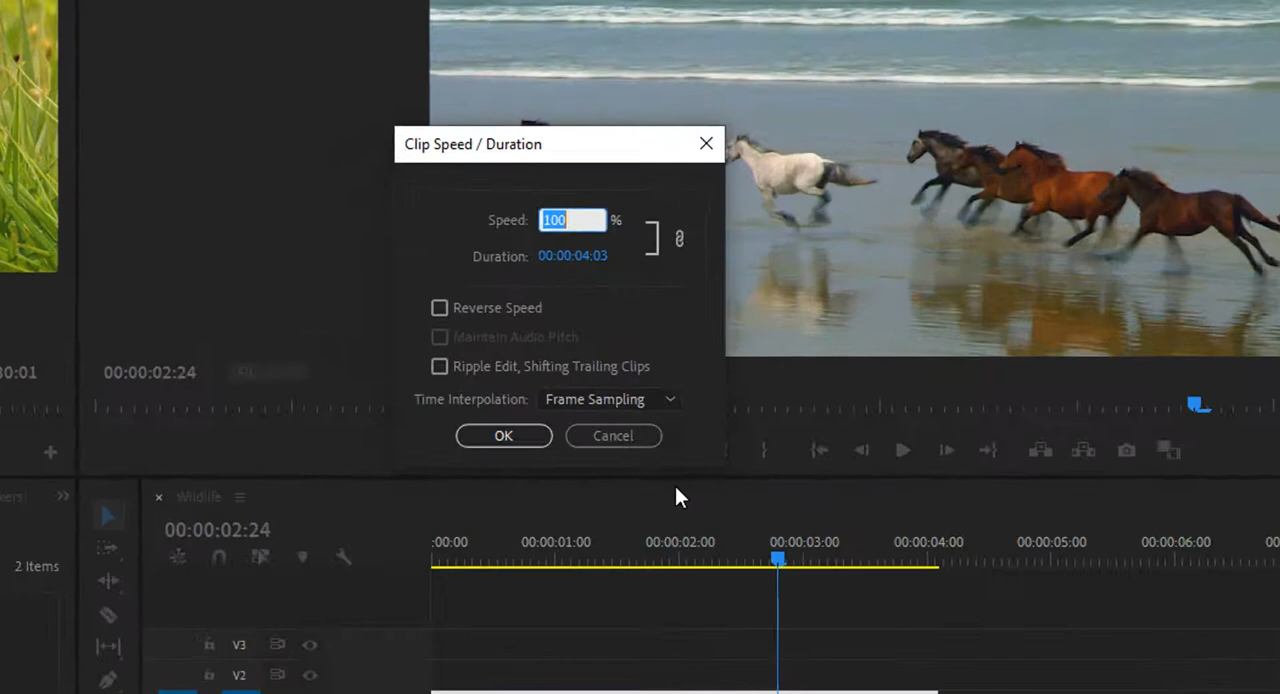 Clip Speed / Duration
Speed: 100 %
Duration: 00:00:04:03
Reverse Speed
Maintain Audio Pitch
Ripple Edit, Shifting Trailing Clips
Time Interpolation: Frame Sampling
OK Cancel
30:01 00:00:02:24
kers
Wildlife
00:00:02:24
:00:00 00:00:01:00 00:00:02:00 00:00:03:00 00:00:04:00 00:00:05:00 00:00:06:00 00
2 Items
V3
V2